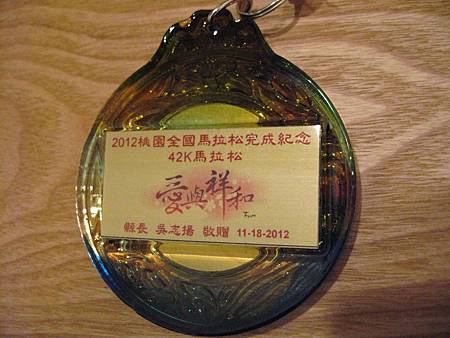 2012桃園全國馬拉松完成紀念
42K馬拉松
愛與祥和
縣長 吳志揚 敬贈 11-18-2012